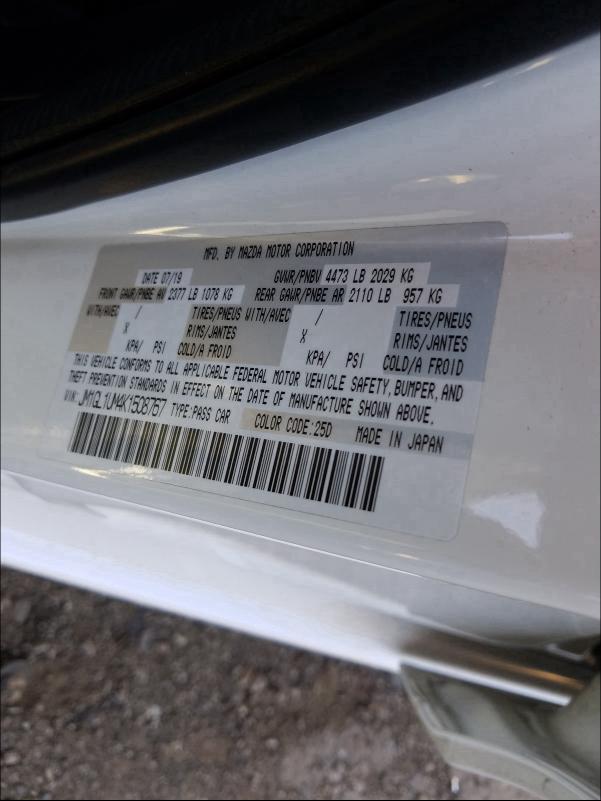 MFD. BY MAZDA MOTOR CORPORATION
DATE 07/19 GVWR/PNBV 4473 LB 2029 KG
FRONT GAWR/PNBE AV 2377 LB 1078 KG REAR GAWR/PNBE AR 2110 LB 957 KG
WITH/AVEC / TIRES/PNEUS WITH/AVEC / TIRES/PNEUS
X RIMS/JANTES X RIMS/JANTES
KPA/ PSI COLD/A FROID KPA/ PSI COLD/A FROID
THIS VEHICLE CONFORMS TO ALL APPLICABLE FEDERAL MOTOR VEHICLE SAFETY, BUMPER, AND
THEFT PREVENTION STANDARDS IN EFFECT ON THE DATE OF MANUFACTURE SHOWN ABOVE.
VIN: JM1GL1UM4K1508767 TYPE:PASS CAR COLOR CODE:25D MADE IN JAPAN